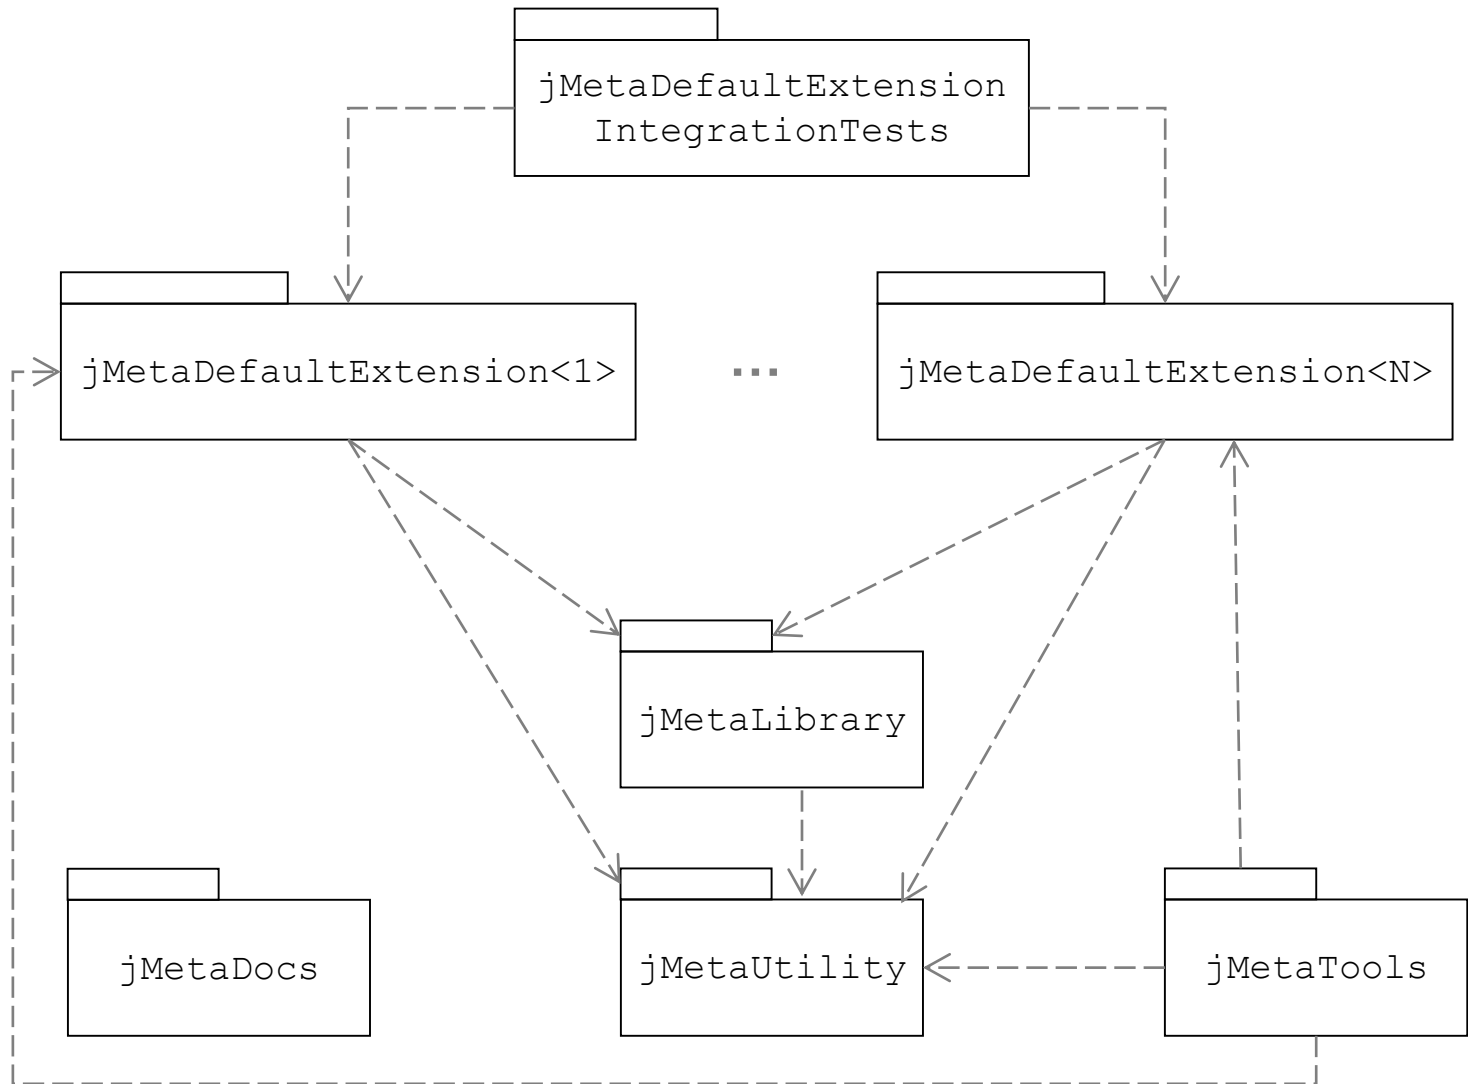 jMetaDefaultExtension
IntegrationTests
jMetaDefaultExtension<1>
...
jMetaDefaultExtension<N>
jMetaLibrary
jMetaDocs
jMetaUtility
jMetaTools